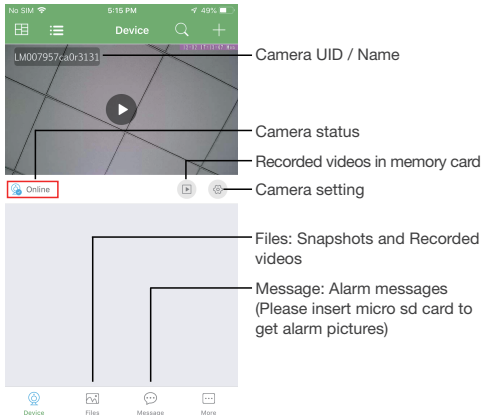 No SIM 5:15 PM 49%
Device
LM007957ca0r3131
Camera UID / Name
Camera status
Recorded videos in memory card
Online
Camera setting
Files: Snapshots and Recorded
videos
Message: Alarm messages
(Please insert micro sd card to
get alarm pictures)
Device Files Message More